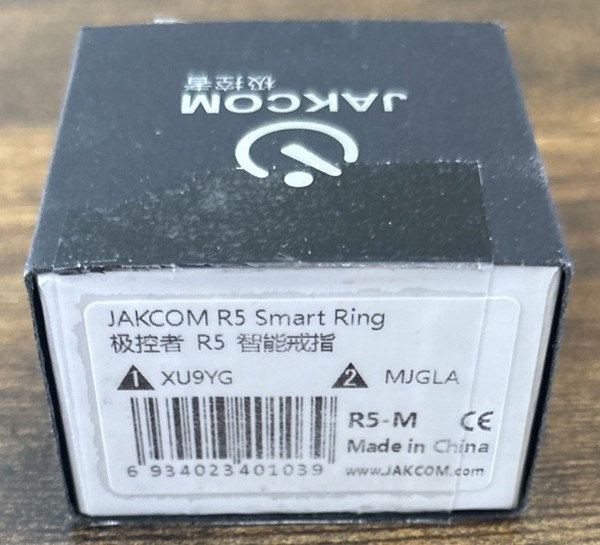 极控者
JAKCOM
JAKCOM R5 Smart Ring
极控者 R5 智能戒指
1 XU9YG
2 MJGLA
R5-M CE
Made in China
6 934023 401039
www.JAKCOM.com